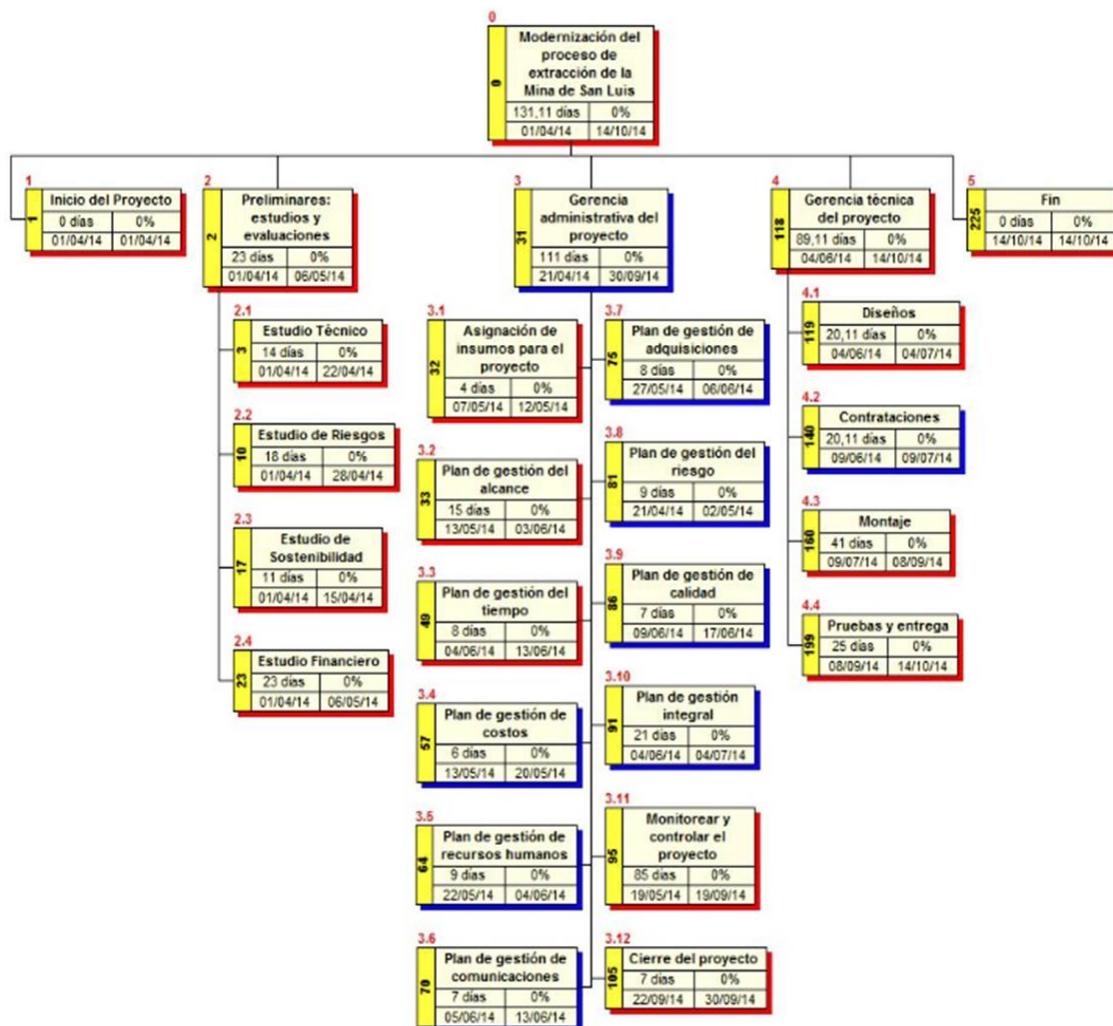 0
Modernización del
proceso de
extracción de la
Mina de San Luis
0
131,11 días 0%
01/04/14 14/10/14
1
Inicio del Proyecto
1
0 días 0%
01/04/14 01/04/14
2
Preliminares:
estudios y
evaluaciones
2
23 días 0%
01/04/14 06/05/14
3
Gerencia
administrativa del
proyecto
31
111 días 0%
21/04/14 30/09/14
4
Gerencia técnica
del proyecto
118
89,11 días 0%
04/06/14 14/10/14
5
Fin
225
0 días 0%
14/10/14 14/10/14
2.1
Estudio Técnico
3
14 días 0%
01/04/14 22/04/14
2.2
Estudio de Riesgos
10
18 días 0%
01/04/14 28/04/14
2.3
Estudio de
Sostenibilidad
17
11 días 0%
01/04/14 15/04/14
2.4
Estudio Financiero
23
23 días 0%
01/04/14 06/05/14
3.1
Asignación de
insumos para el
proyecto
32
4 días 0%
07/05/14 12/05/14
3.2
Plan de gestión del
alcance
33
15 días 0%
13/05/14 03/06/14
3.3
Plan de gestión del
tiempo
49
8 días 0%
04/06/14 13/06/14
3.4
Plan de gestión de
costos
57
6 días 0%
13/05/14 20/05/14
3.5
Plan de gestión de
recursos humanos
64
9 días 0%
22/05/14 04/06/14
3.6
Plan de gestión de
comunicaciones
70
7 días 0%
05/06/14 13/06/14
3.7
Plan de gestión de
adquisiciones
75
8 días 0%
27/05/14 06/06/14
3.8
Plan de gestión del
riesgo
81
9 días 0%
21/04/14 02/05/14
3.9
Plan de gestión de
calidad
86
7 días 0%
09/06/14 17/06/14
3.10
Plan de gestión
integral
91
21 días 0%
04/06/14 04/07/14
3.11
Monitorear y
controlar el
proyecto
95
85 días 0%
19/05/14 19/09/14
3.12
Cierre del proyecto
105
7 días 0%
22/09/14 30/09/14
4.1
Diseños
119
20,11 días 0%
04/06/14 04/07/14
4.2
Contrataciones
140
20,11 días 0%
09/06/14 09/07/14
4.3
Montaje
160
41 días 0%
09/07/14 08/09/14
4.4
Pruebas y entrega
199
25 días 0%
08/09/14 14/10/14